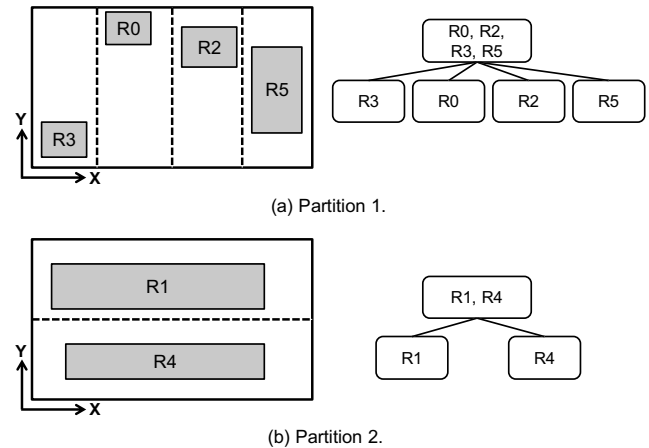 R0
R2
R5
R3
Y
X
R0, R2,
R3, R5
R3 R0 R2 R5
(a) Partition 1.
R1
R4
Y
X
R1, R4
R1 R4
(b) Partition 2.